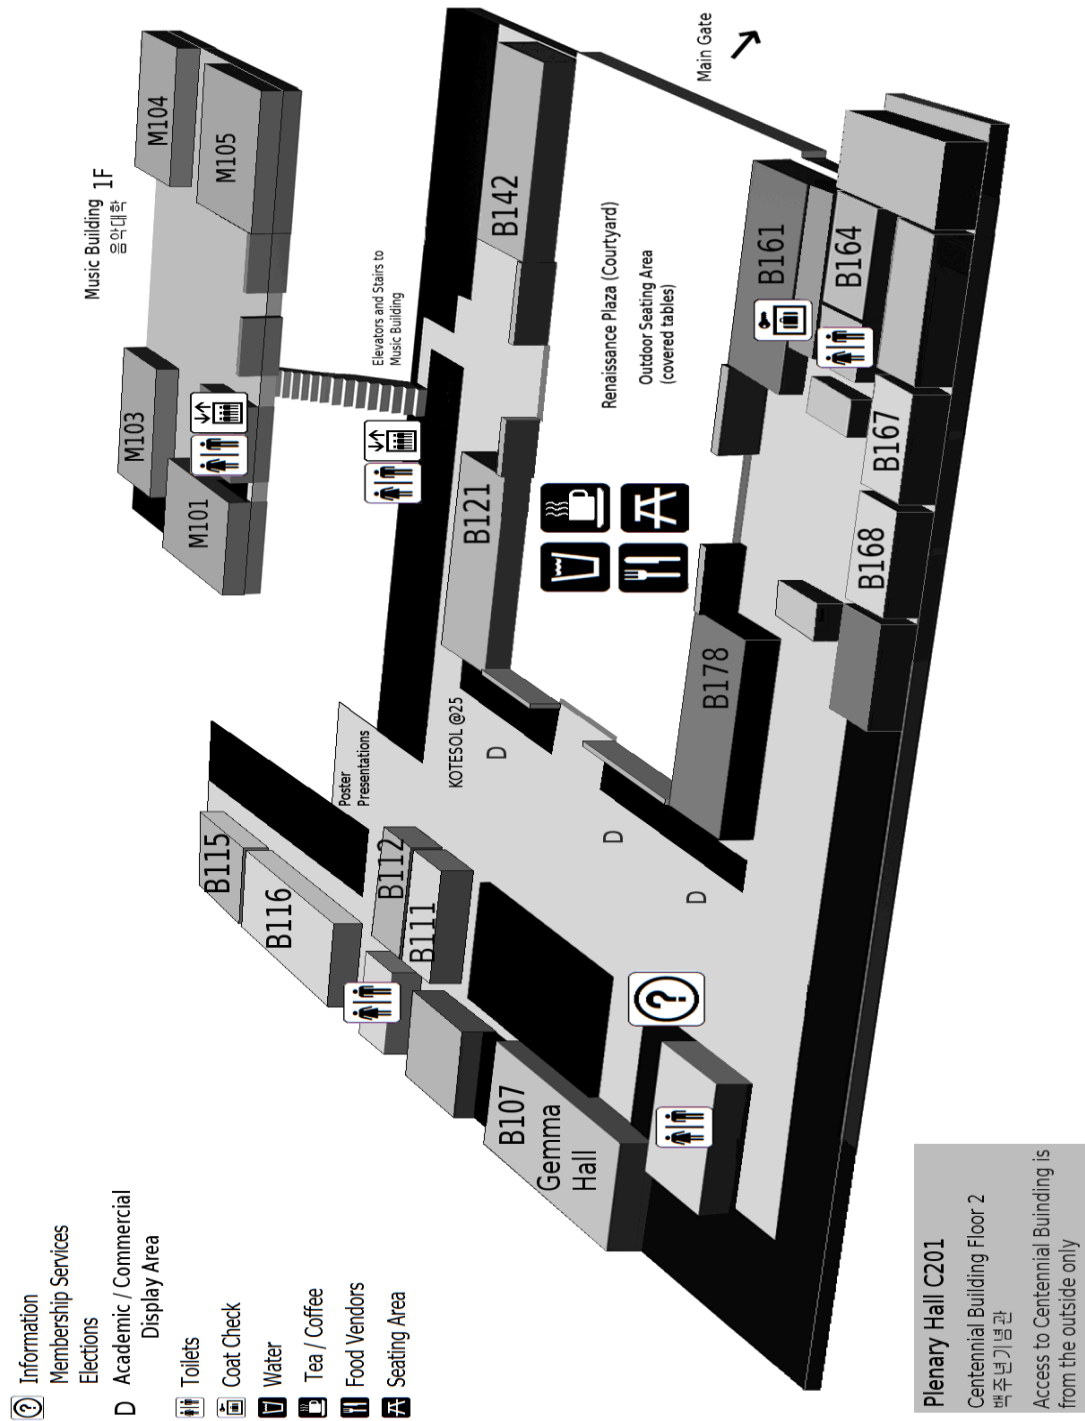 Information
Membership Services
Elections
D Academic / Commercial
Display Area
Toilets
Coat Check
Water
Tea / Coffee
Food Vendors
Seating Area
Music Building 1F
음악대학
M104
M105
M103
M101
Elevators and Stairs to
Music Building
Main Gate
B142
B121
Renaissance Plaza (Courtyard)
Outdoor Seating Area
(covered tables)
B161
B164
B167
B168
B178
KOTESOL @25
Poster
Presentations
D
D
D
B115
B116
B112
B111
B107
Gemma
Hall
?
Plenary Hall C201
Centennial Building Floor 2
백주년기념관
Access to Centennial Buinding is
from the outside only